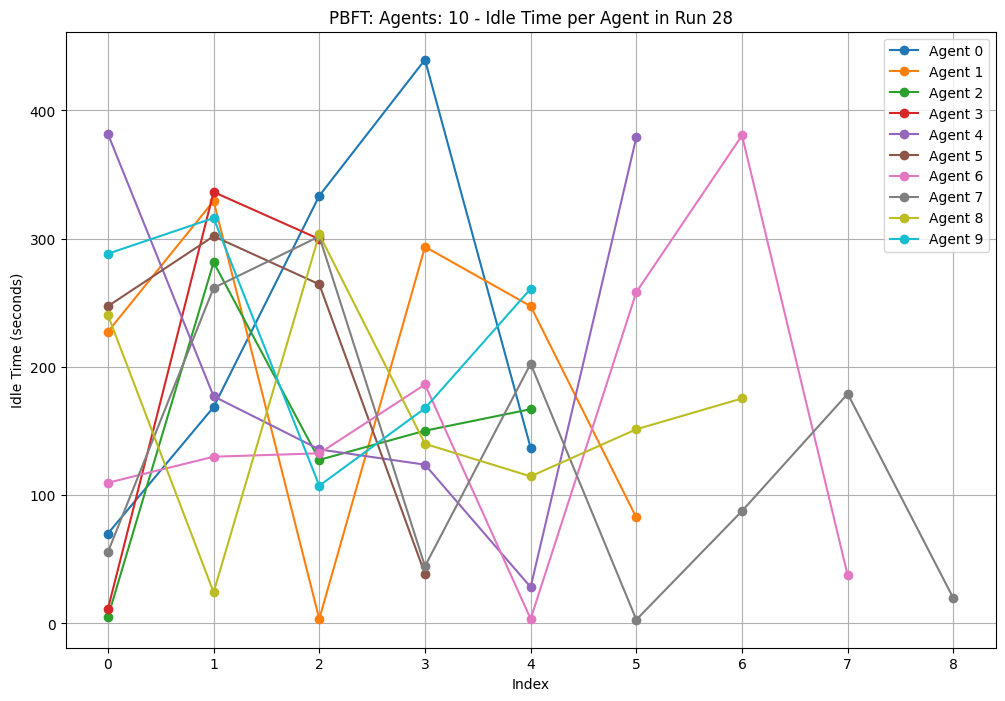 PBFT: Agents: 10 - Idle Time per Agent in Run 28
Agent 0
Agent 1
Agent 2
Agent 3
Agent 4
Agent 5
Agent 6
Agent 7
Agent 8
Agent 9
400
300
200
100
0
Idle Time (seconds)
0 1 2 3 4 5 6 7 8
Index